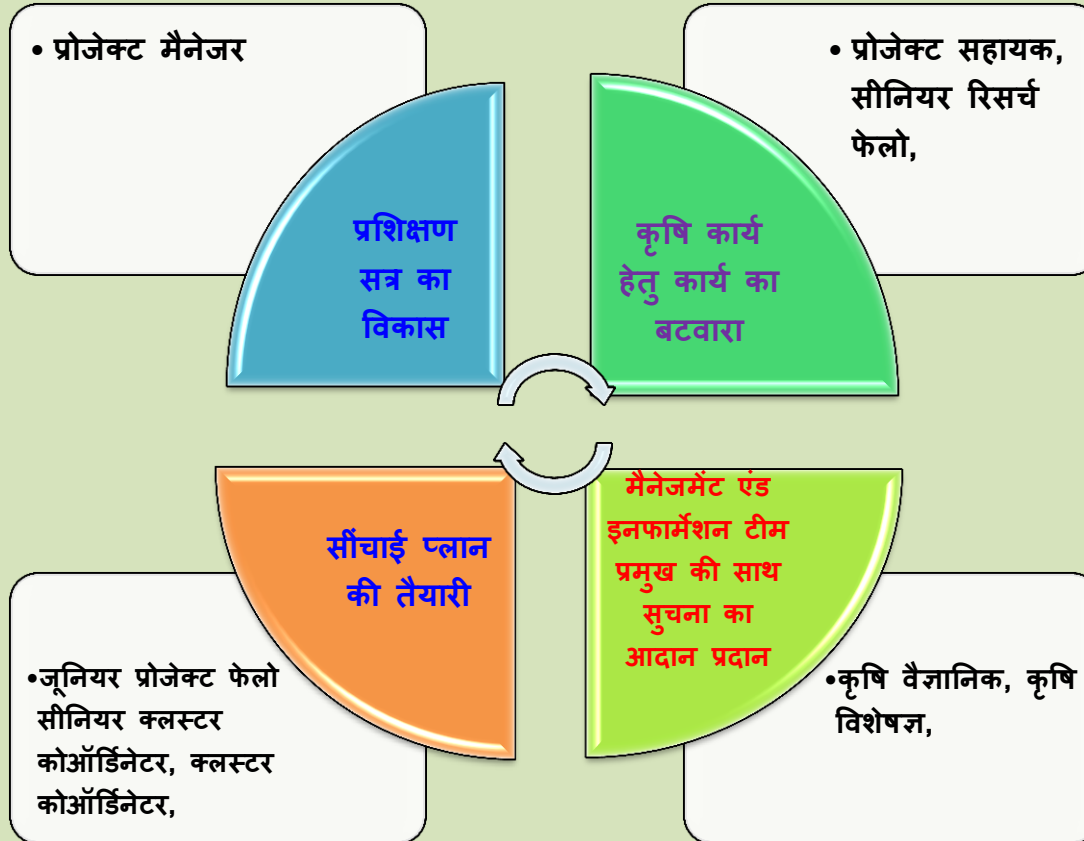 • प्रोजेक्ट मैनेजर
• प्रोजेक्ट सहायक,
सीनियर रिसर्च
फेलो,
प्रशिक्षण
सत्र का
विकास
कृषि कार्य
हेतु कार्य का
बटवारा
सींचाई प्लान
की तैयारी
मैनेजमेंट एंड
इनफार्मेशन टीम
प्रमुख की साथ
सुचना का
आदान प्रदान
•जूनियर प्रोजेक्ट फेलो
सीनियर क्लस्टर
कोऑर्डिनेटर, क्लस्टर
कोऑर्डिनेटर,
•कृषि वैज्ञानिक, कृषि
विशेषज्ञ,